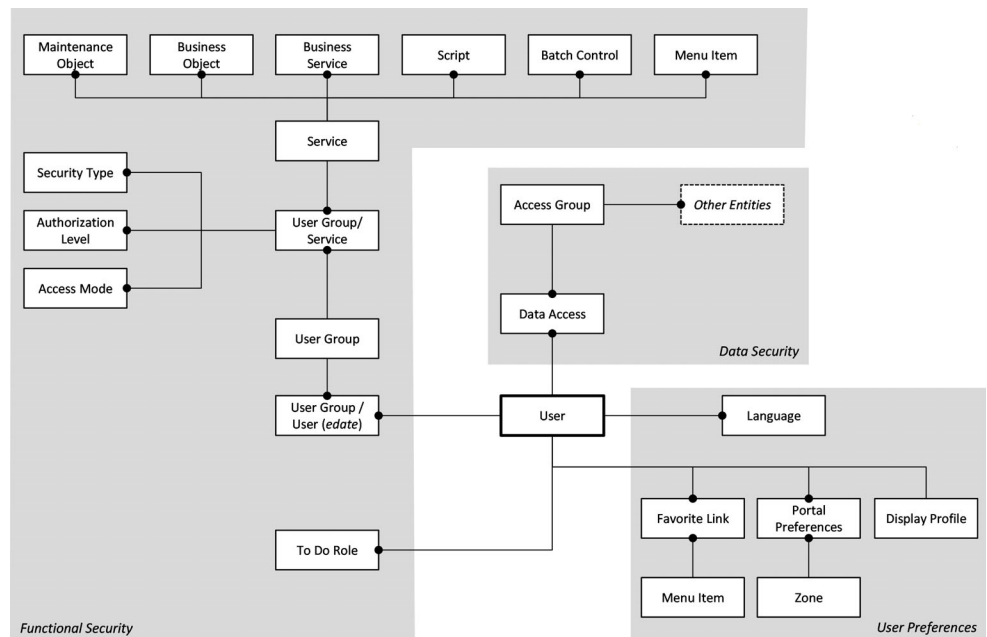 Maintenance
Object
Business
Object
Business
Service
Script
Batch Control
Menu Item
Service
Security Type
Authorization
Level
Access Mode
User Group/
Service
User Group
User Group /
User (edate)
To Do Role
Functional Security
Access Group
Other Entities
Data Access
Data Security
User
Language
Favorite Link
Portal
Preferences
Display Profile
Menu Item
Zone
User Preferences